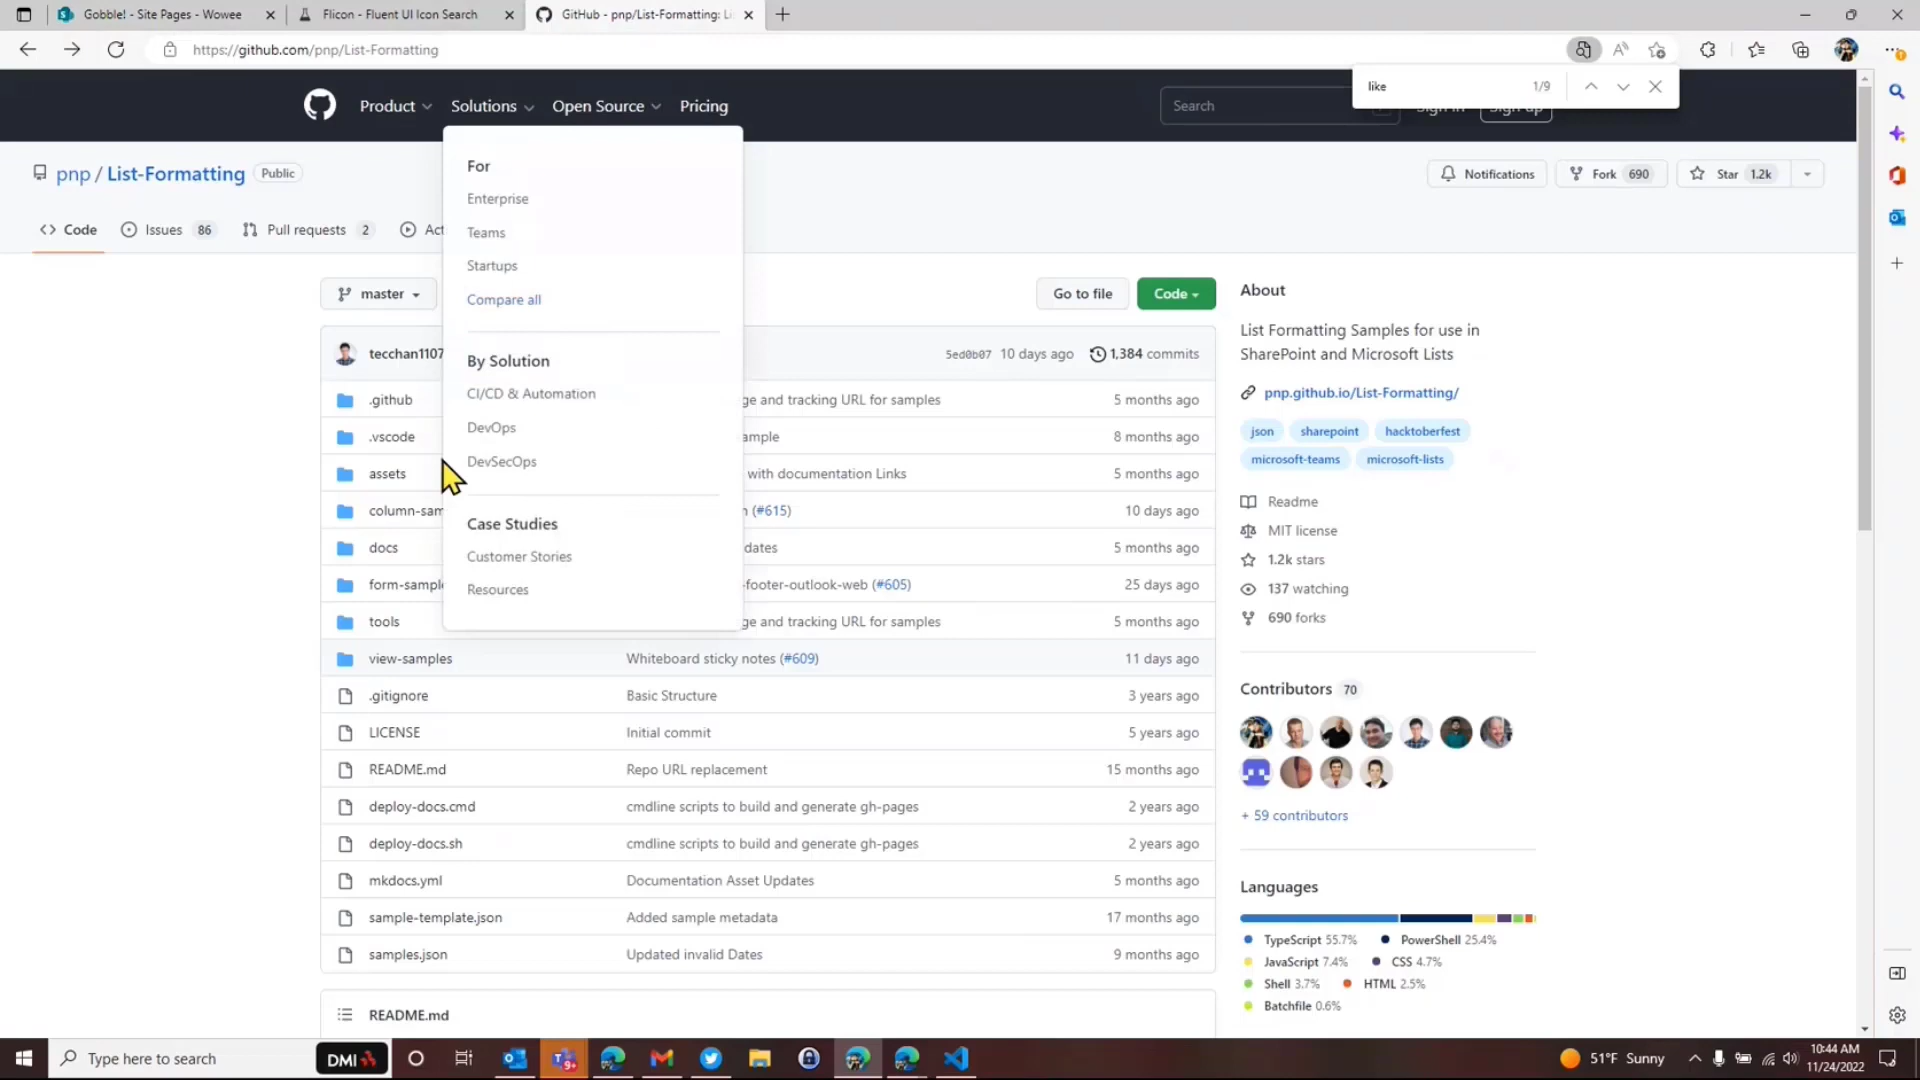 Gobble! - Site Pages - Wowee
Flicon - Fluent UI Icon Search
GitHub - pnp/List-Formatting: Li
https://github.com/pnp/List-Formatting
like
1/9
Product
Solutions
Open Source
Pricing
Search
Sign in
Sign up
For
Enterprise
Teams
Startups
Compare all
By Solution
CI/CD & Automation
DevOps
DevSecOps
Case Studies
Customer Stories
Resources
pnp / List-Formatting
Public
Notifications
Fork 690
Star 1.2k
Code
Issues 86
Pull requests 2
Act
master
Go to file
Code
tecchan1107
5ed0b07 10 days ago
1,384 commits
.github
ge and tracking URL for samples
5 months ago
.vscode
ample
8 months ago
assets
with documentation Links
5 months ago
column-sam
n (#615)
10 days ago
docs
dates
5 months ago
form-sample
-footer-outlook-web (#605)
25 days ago
tools
ge and tracking URL for samples
5 months ago
view-samples
Whiteboard sticky notes (#609)
11 days ago
.gitignore
Basic Structure
3 years ago
LICENSE
Initial commit
5 years ago
README.md
Repo URL replacement
15 months ago
deploy-docs.cmd
cmdline scripts to build and generate gh-pages
2 years ago
deploy-docs.sh
cmdline scripts to build and generate gh-pages
2 years ago
mkdocs.yml
Documentation Asset Updates
5 months ago
sample-template.json
Added sample metadata
17 months ago
samples.json
Updated invalid Dates
9 months ago
README.md
About
List Formatting Samples for use in
SharePoint and Microsoft Lists
pnp.github.io/List-Formatting/
json sharepoint hacktoberfest
microsoft-teams microsoft-lists
Readme
MIT license
1.2k stars
137 watching
690 forks
Contributors 70
+ 59 contributors
Languages
TypeScript 55.7% PowerShell 25.4%
JavaScript 7.4% CSS 4.7%
Shell 3.7% HTML 2.5%
Batchfile 0.6%
Type here to search
DMI
9+
51°F Sunny
10:44 AM
11/24/2022